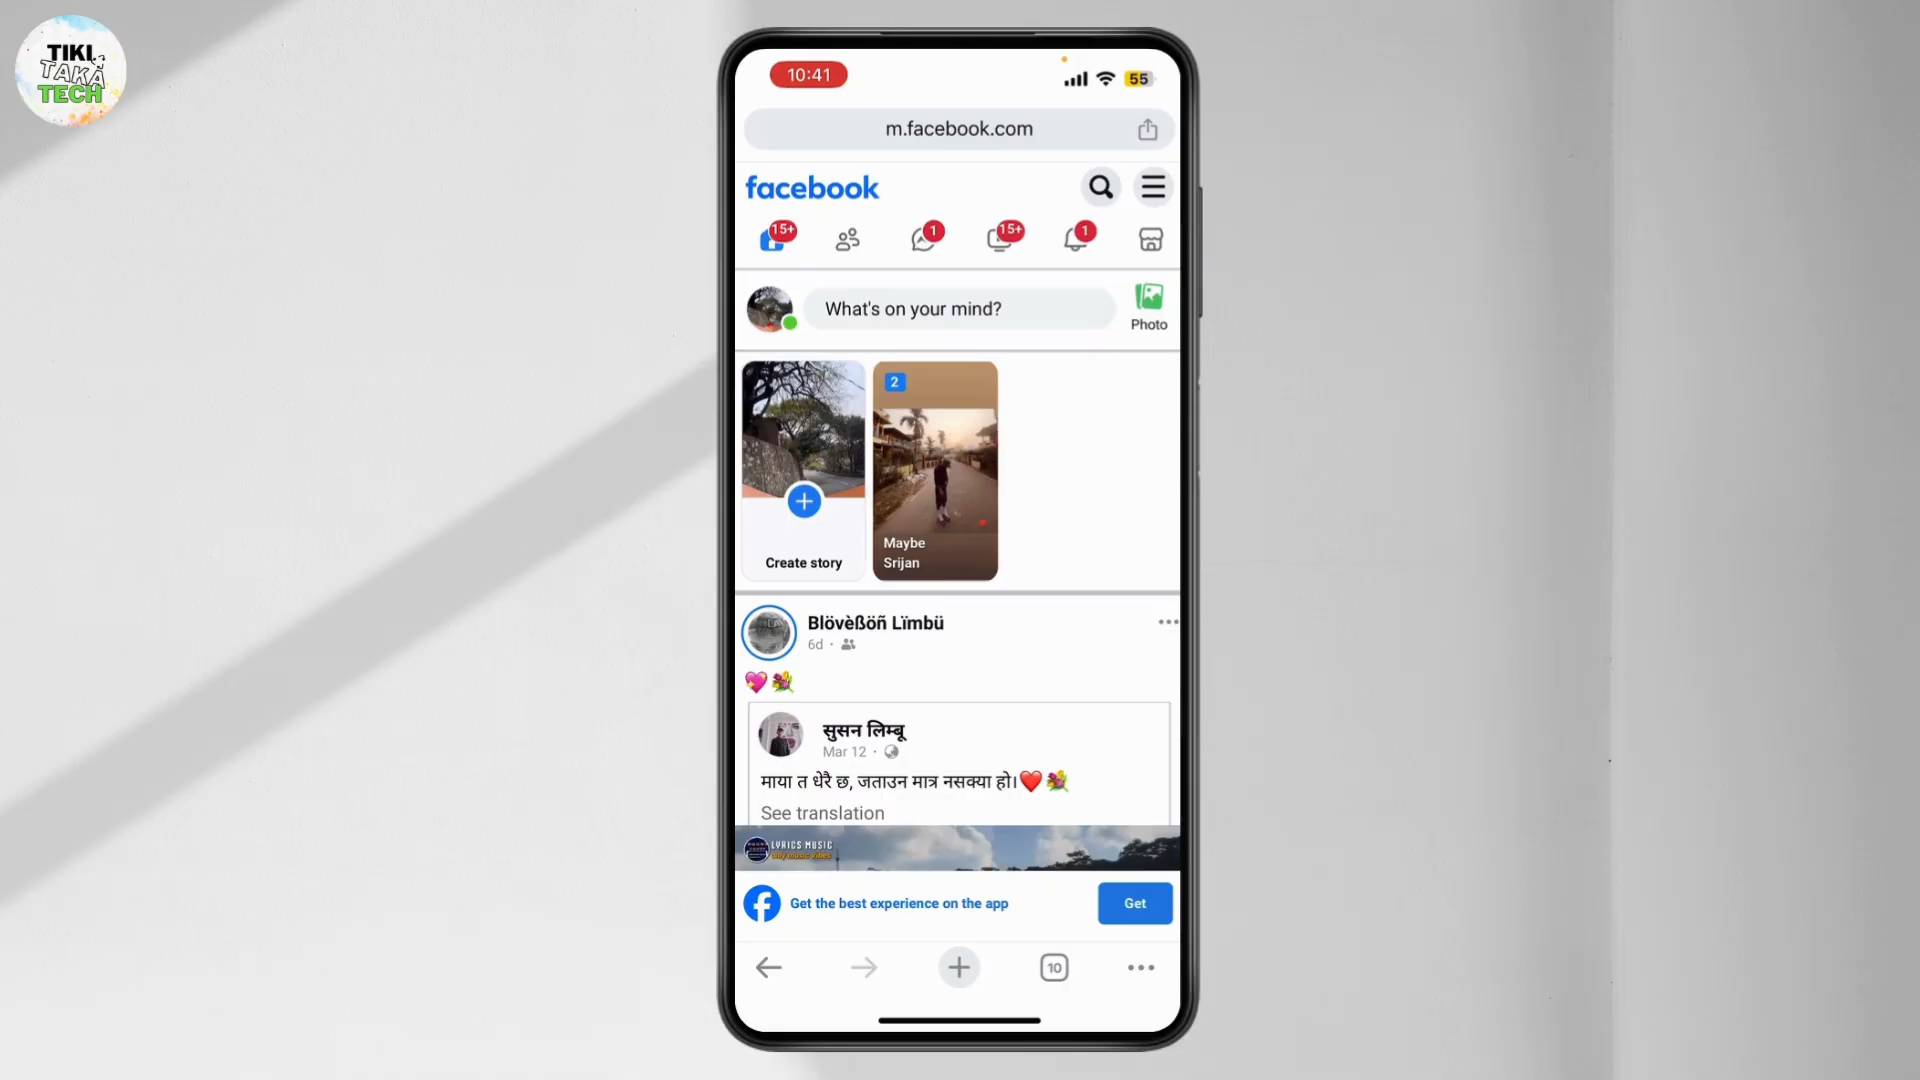 TIKI
TAKA
TECH
10:41
55
m.facebook.com
facebook
15+
1
15+
1
What's on your mind?
Photo
2
Create story
Maybe
Srijan
Blövèßöñ Lïmbü
6d ·
💖💐
सुसन लिम्बू
Mar 12 ·
माया त धेरै छ, जताउन मात्र नसक्या हो।❤️💐
See translation
LYRICS MUSIC
Get the best experience on the app
Get
10